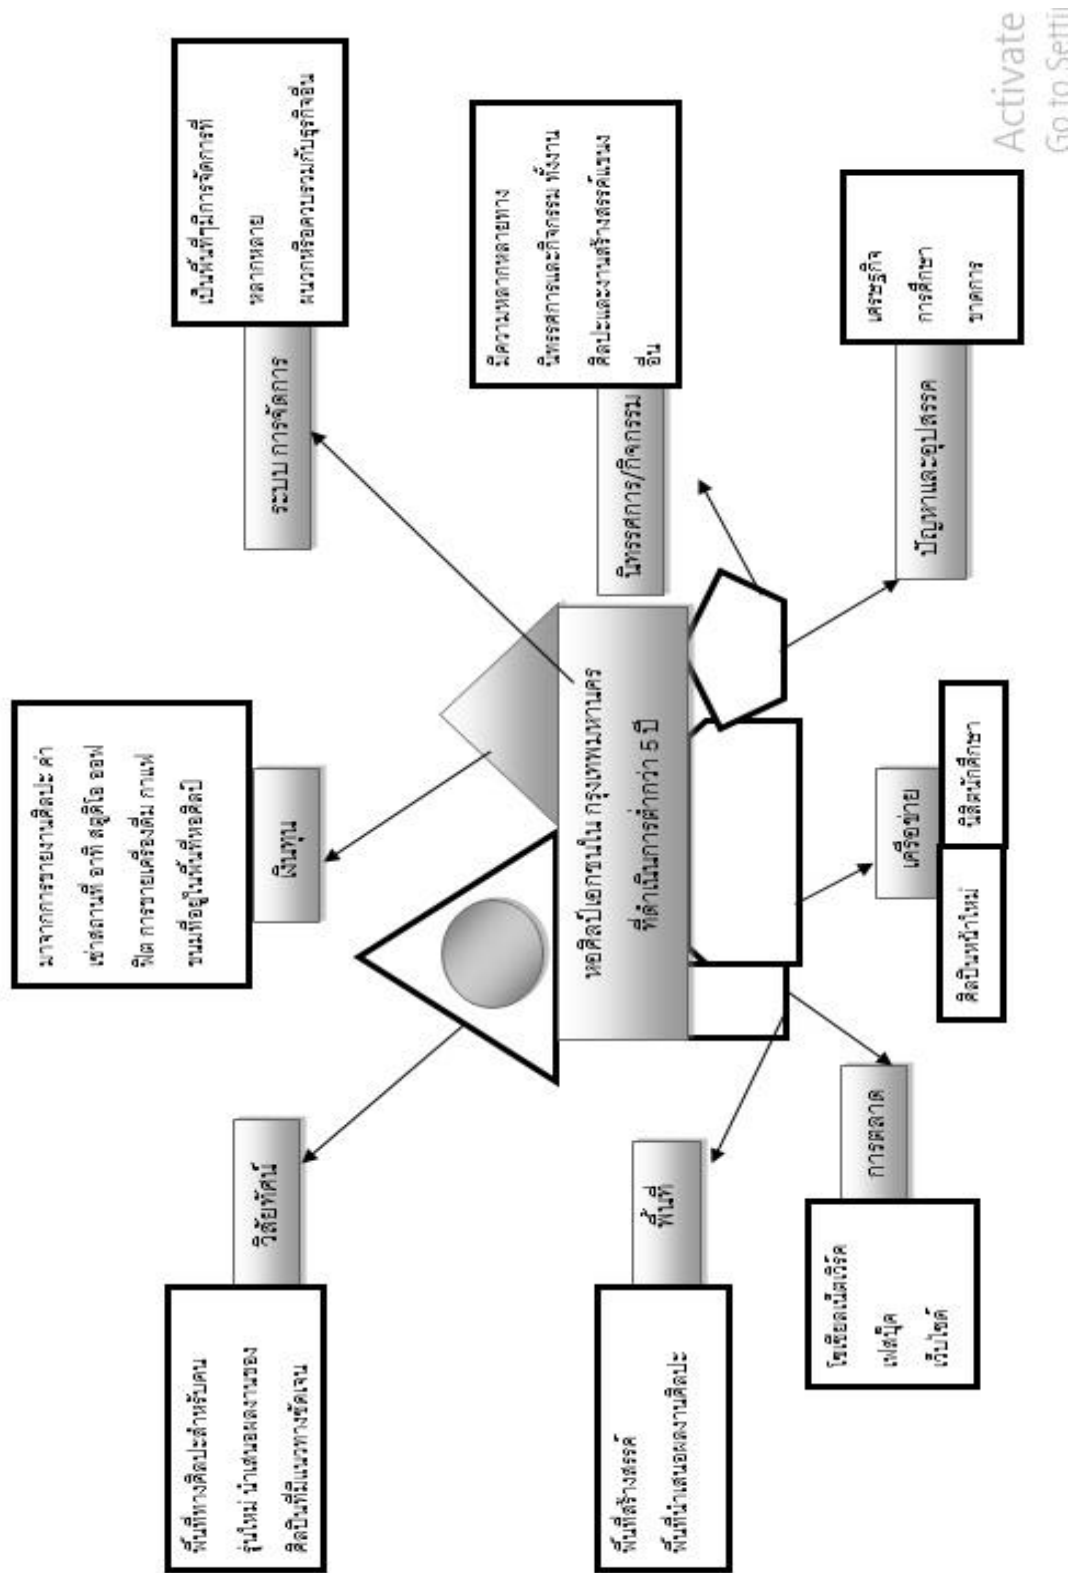 พื้นที่ทางศิลปะสำหรับคน
รุ่นใหม่ นำเสนอผลงานของ
ศิลปินที่มีแนวทางชัดเจน
วิสัยทัศน์
มาจากการขายงานศิลปะ ค่า
เช่าสถานที่ อาทิ สตูดิโอ ออฟ
ฟิต การขายเครื่องดื่ม กาแฟ
ขนมที่อยู่ในพื้นที่หอศิลป์
เงินทุน
เป็นพื้นที่ๆมีการจัดการที่
หลากหลาย
ผนวกหรือควบรวมกับธุรกิจอื่น
ระบบ การจัดการ
หอศิลป์เอกชนใน กรุงเทพมหานคร
ที่ดำเนินการต่ำกว่า 5 ปี
พื้นที่สร้างสรรค์
พื้นที่นำเสนอผลงานศิลปะ
พื้นที่
มีความหลากหลายทาง
นิทรรศการและกิจกรรม ทั้งงาน
ศิลปะและงานสร้างสรรค์แขนง
อื่น
นิทรรศการ/กิจกรรม
โซเชียลเน็ตเวิร์ค
เฟสบุ๊ค
เว็บไซต์
การตลาด
เครือข่าย
ศิลปินหน้าใหม่
นิสิตนักศึกษา
เศรษฐกิจ
การศึกษา
ขาดการ
ปัญหาและอุปสรรค
Activate
Go to Settin